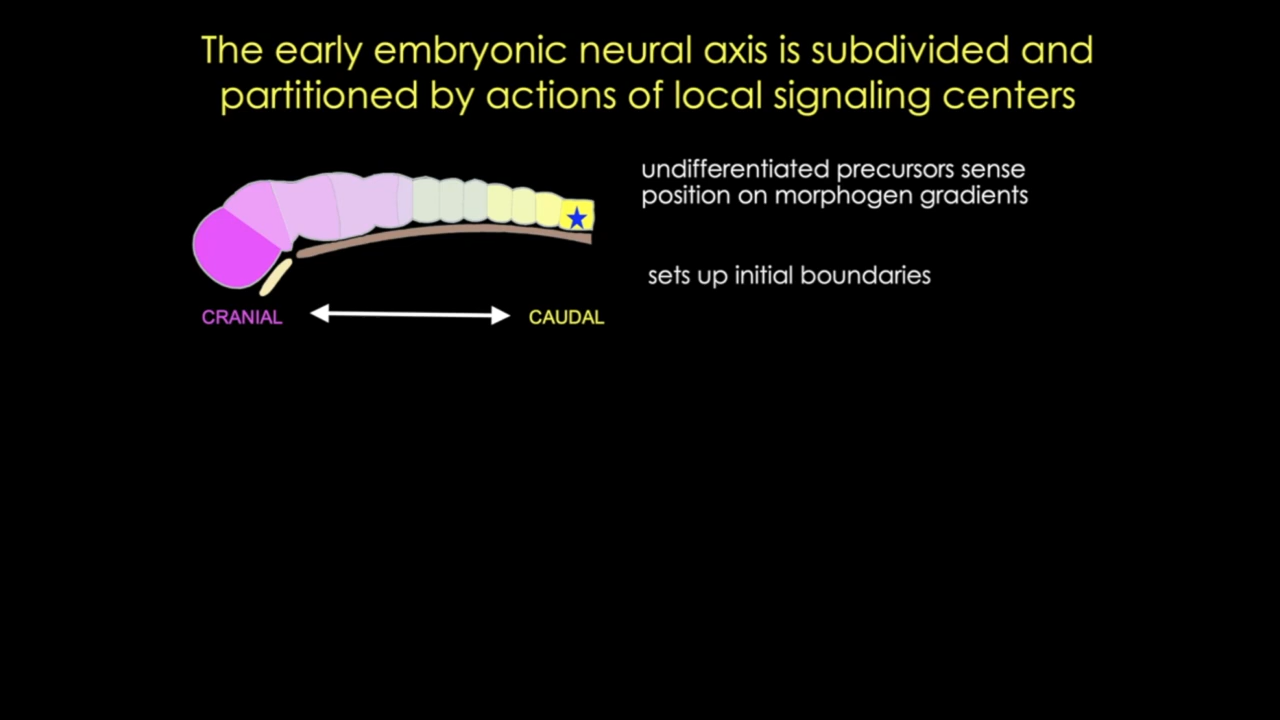 The early embryonic neural axis is subdivided and
partitioned by actions of local signaling centers
undifferentiated precursors sense
position on morphogen gradients
sets up initial boundaries
CRANIAL
CAUDAL